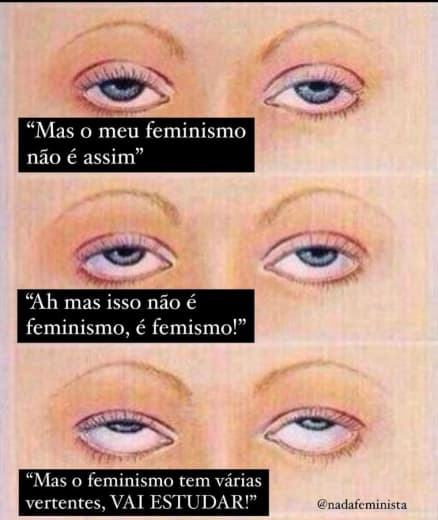 “Mas o meu feminismo
não é assim”
“Ah mas isso não é
feminismo, é femismo!”
“Mas o feminismo tem várias
vertentes, VAI ESTUDAR!”
@nadafeminista